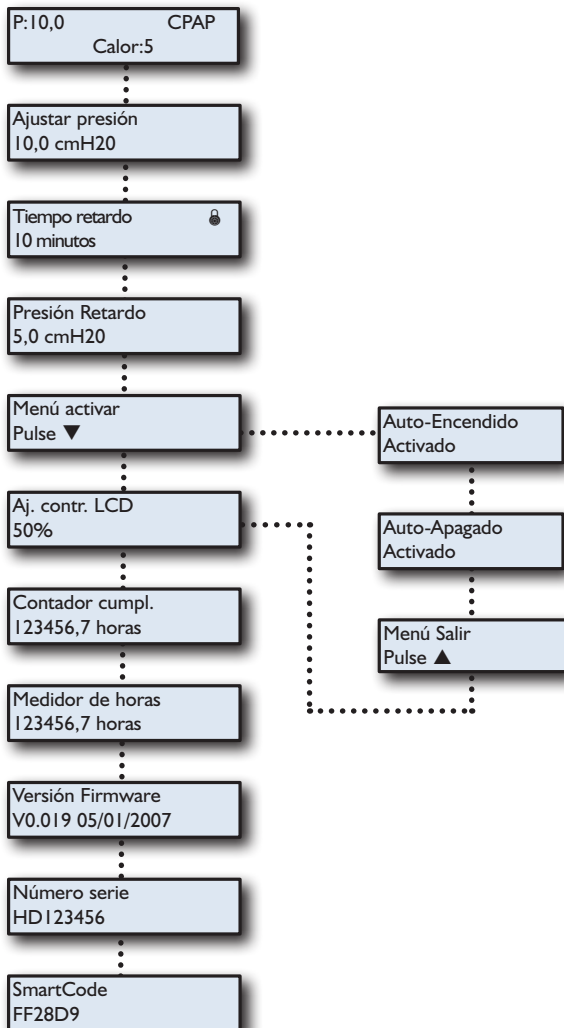 P:10,0 CPAP
Calor:5
Ajustar presión
10,0 cmH20
Tiempo retardo
10 minutos
Presión Retardo
5,0 cmH20
Menú activar
Pulse ▼
Auto-Encendido
Activado
Aj. contr. LCD
50%
Auto-Apagado
Activado
Contador cumpl.
123456,7 horas
Menú Salir
Pulse ▲
Medidor de horas
123456,7 horas
Versión Firmware
V0.019 05/01/2007
Número serie
HD123456
SmartCode
FF28D9